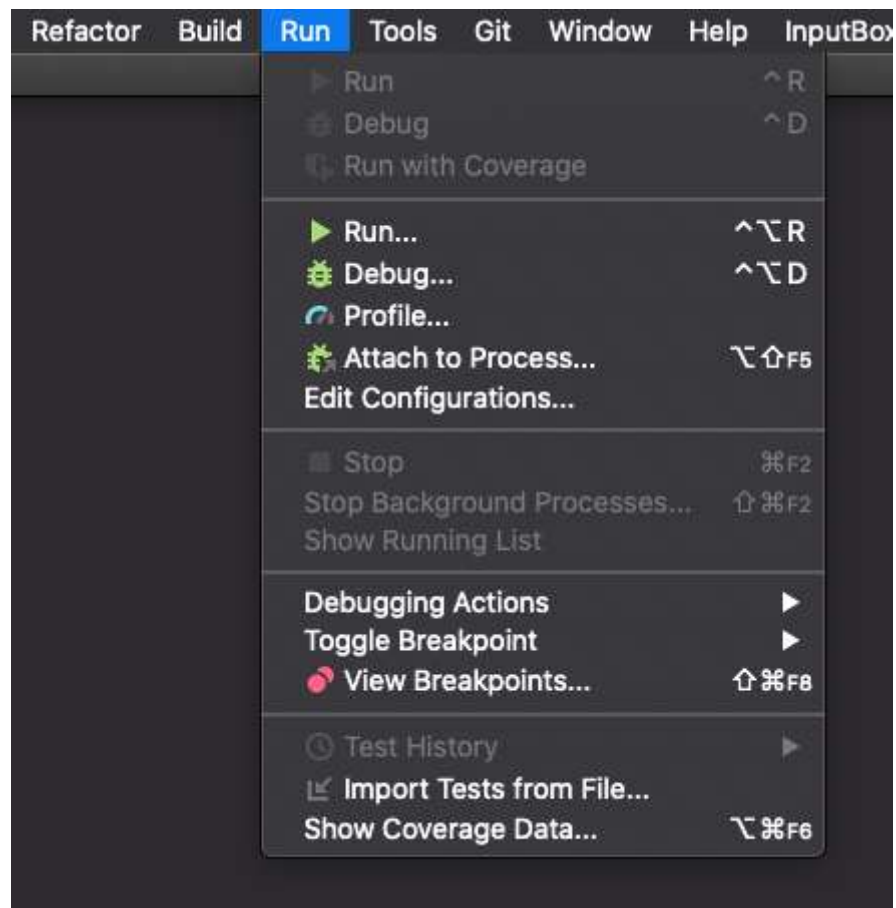 Refactor Build Run Tools Git Window Help InputBox
Run ^R
Debug ^D
Run with Coverage
Run... ^⌥R
Debug... ^⌥D
Profile...
Attach to Process... ⌥⇧F5
Edit Configurations...
Stop ⌘F2
Stop Background Processes... ⇧⌘F2
Show Running List
Debugging Actions
Toggle Breakpoint
View Breakpoints... ⇧⌘F8
Test History
Import Tests from File...
Show Coverage Data... ⌥⌘F6